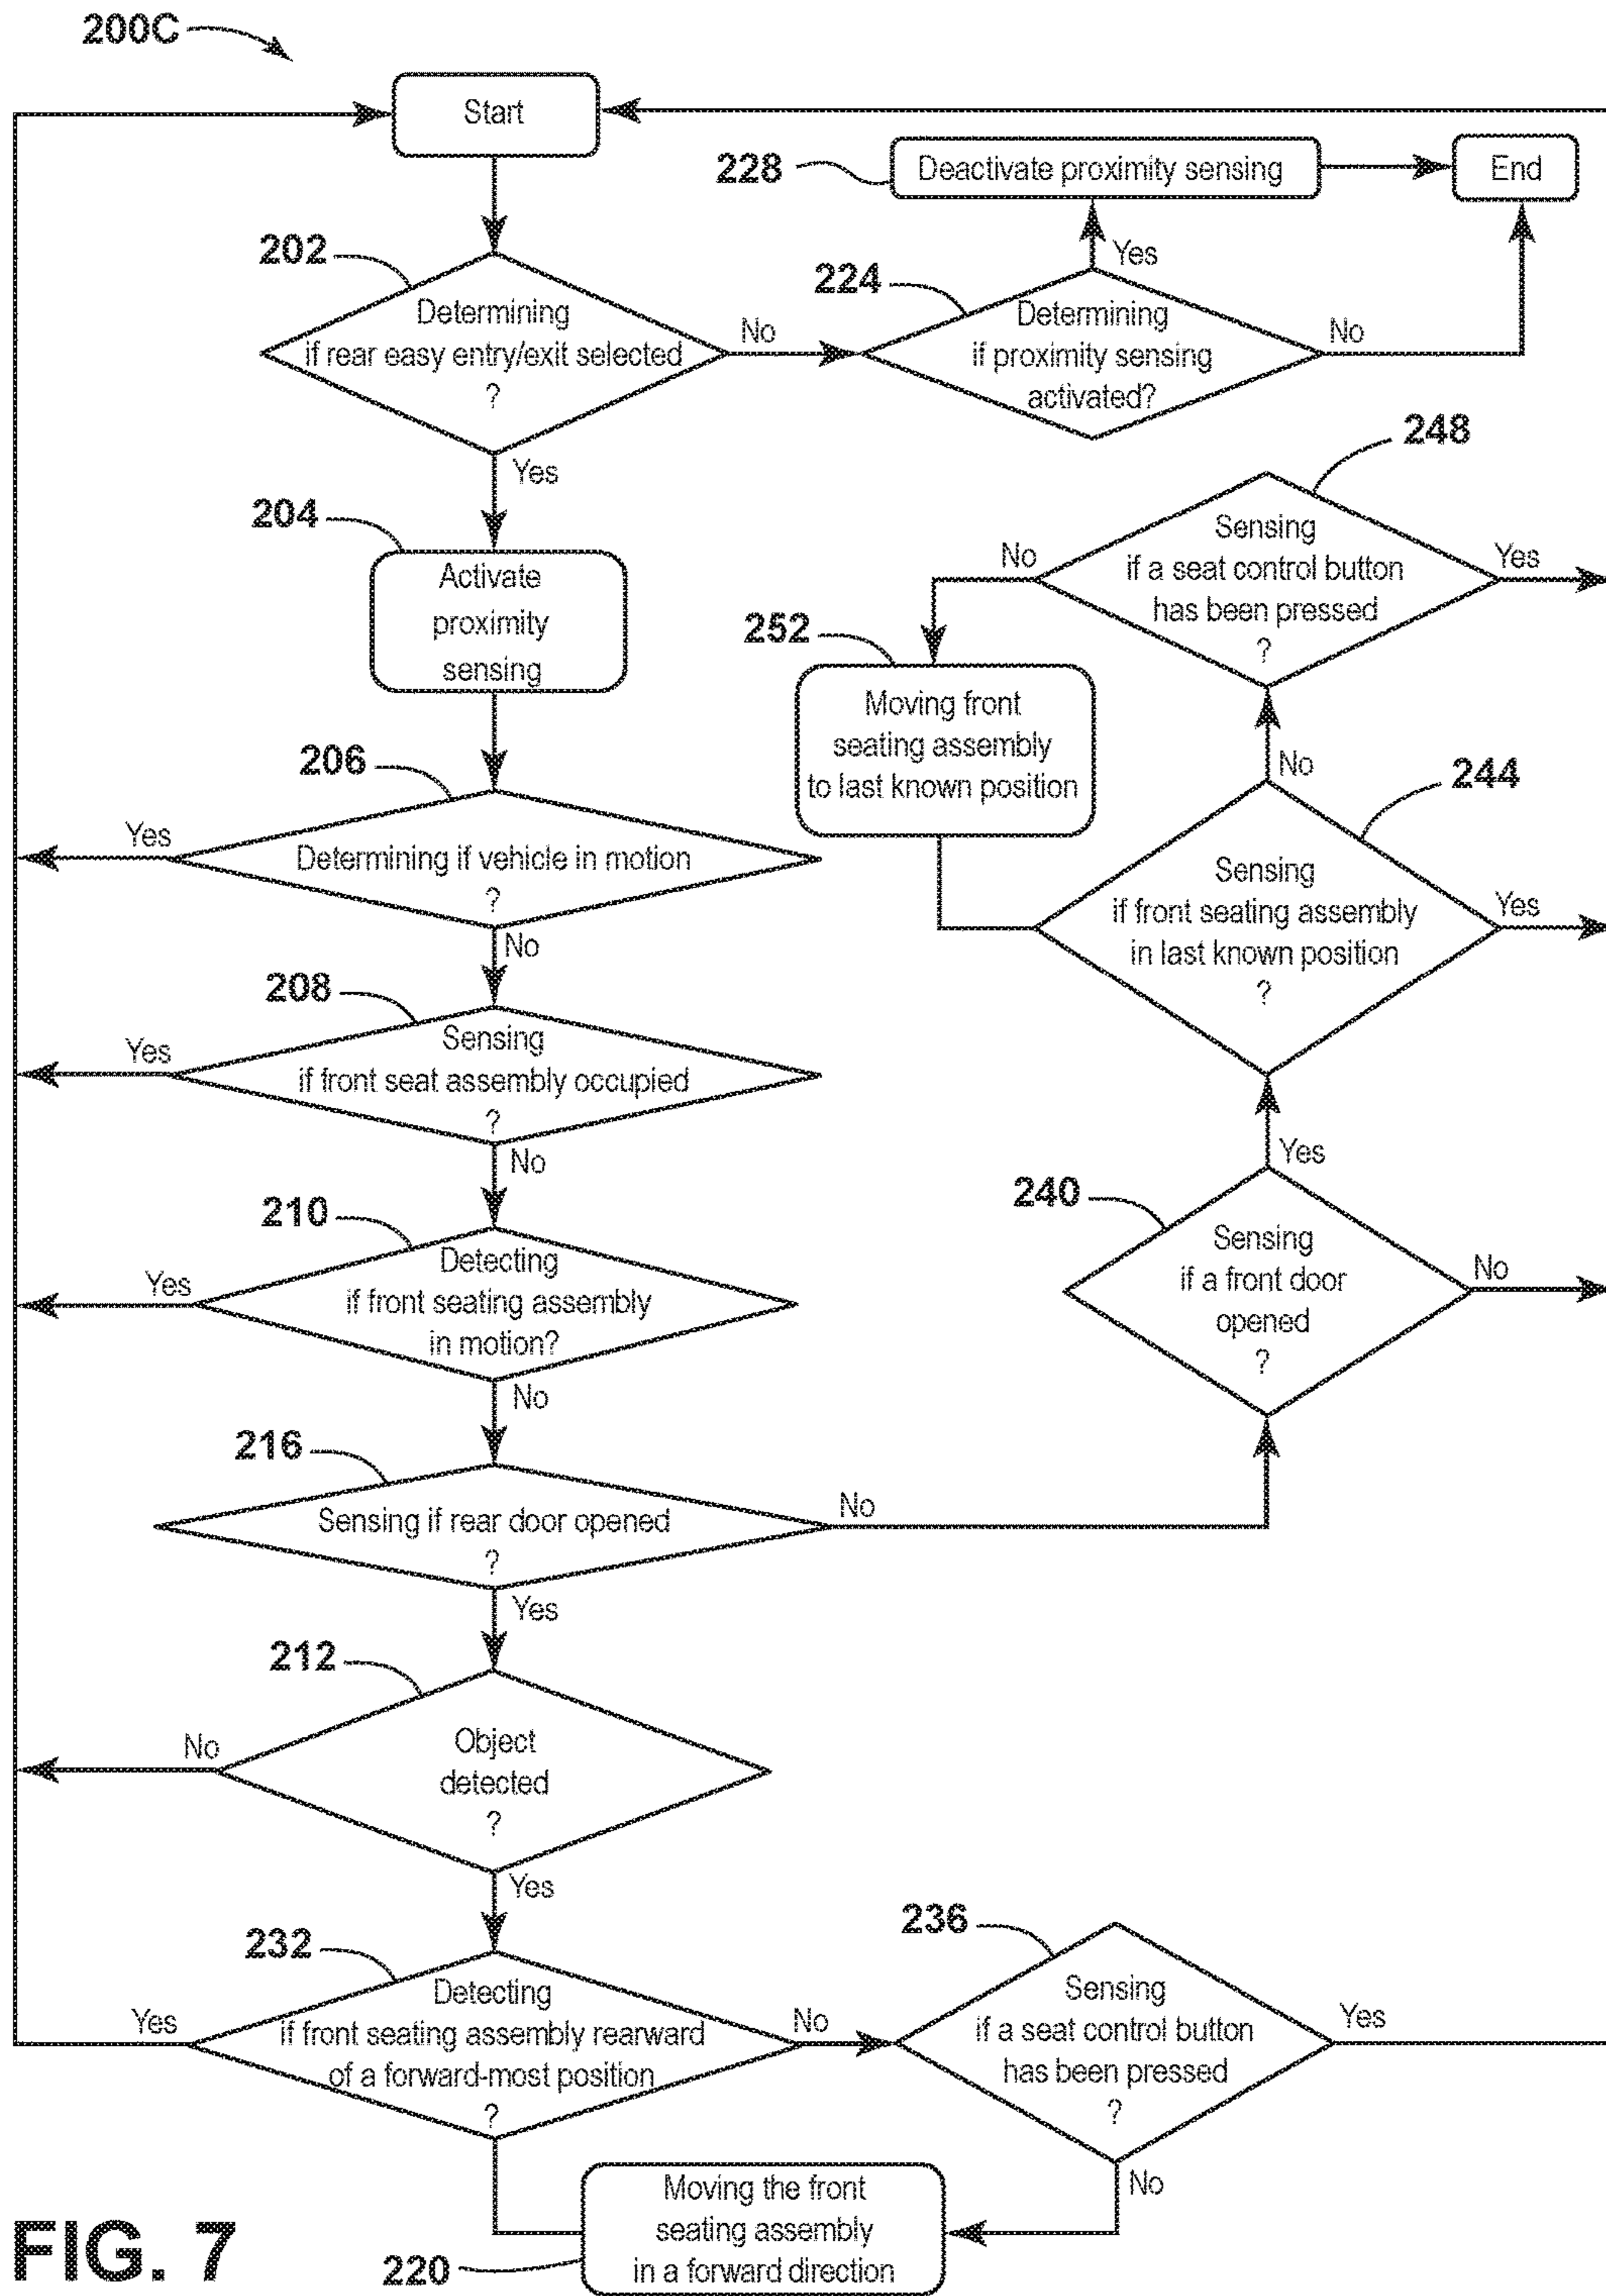 200C
Start
228
Deactivate proximity sensing
End
202
Determining
if rear easy entry/exit selected
?
No
Yes
224
Determining
if proximity sensing
activated?
Yes
No
204
Activate
proximity
sensing
248
Sensing
if a seat control button
has been pressed
?
No
Yes
252
Moving front
seating assembly
to last known position
206
Determining if vehicle in motion
?
Yes
No
244
Sensing
if front seating assembly
in last known position
?
No
Yes
208
Sensing
if front seat assembly occupied
?
Yes
No
240
Sensing
if a front door
opened
?
Yes
No
210
Detecting
if front seating assembly
in motion?
Yes
No
216
Sensing if rear door opened
?
No
Yes
212
Object
detected
?
No
Yes
232
Detecting
if front seating assembly rearward
of a forward-most position
?
Yes
No
236
Sensing
if a seat control button
has been pressed
?
Yes
No
220
Moving the front
seating assembly
in a forward direction
FIG. 7